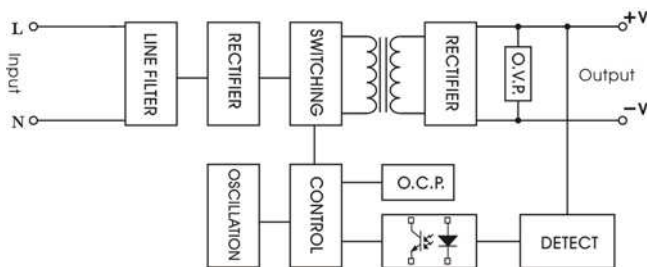 L
Input
N
LINE FILTER
RECTIFIER
SWITCHING
RECTIFIER
O.V.P.
+V
Output
-V
OSCILLATION
CONTROL
O.C.P.
DETECT